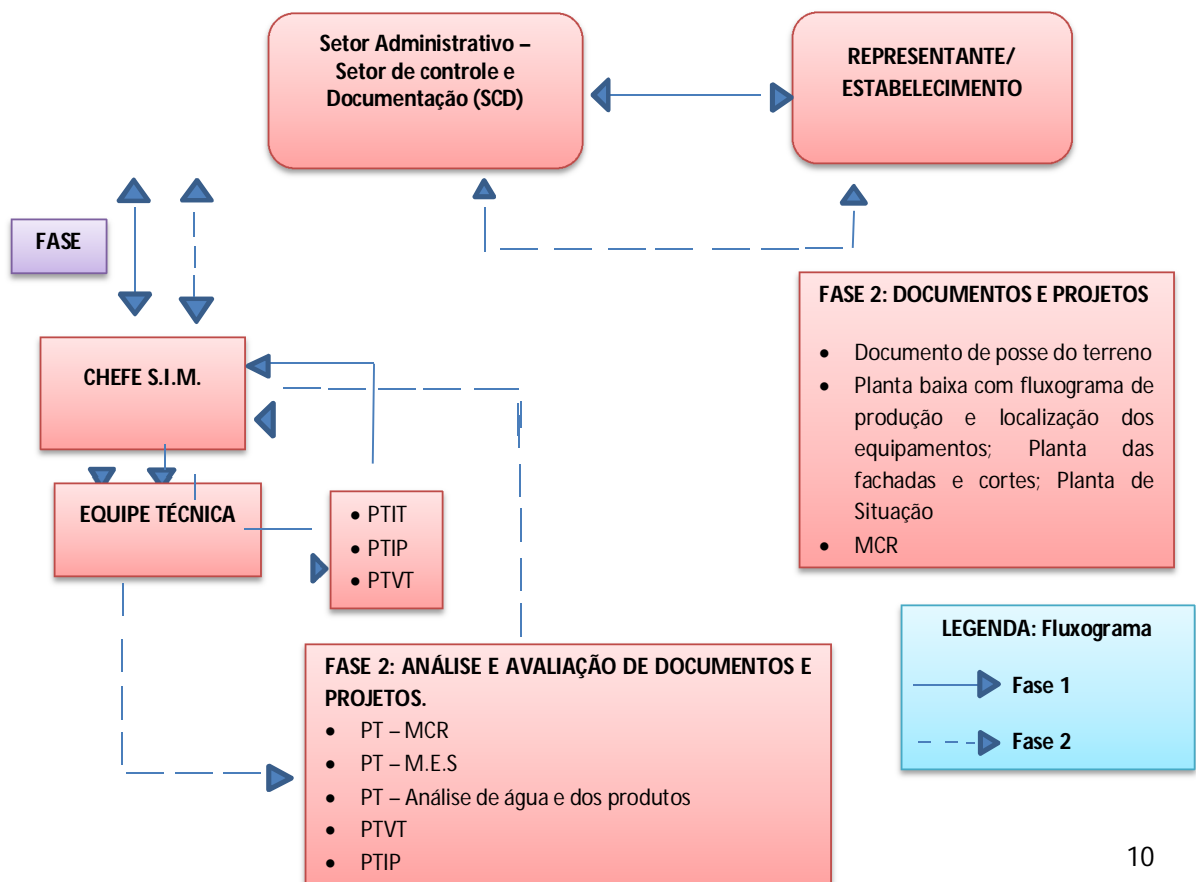 Setor Administrativo –
Setor de controle e
Documentação (SCD)
REPRESENTANTE/
ESTABELECIMENTO
FASE
CHEFE S.I.M.
EQUIPE TÉCNICA
• PTIT
• PTIP
• PTVT
FASE 2: DOCUMENTOS E PROJETOS
• Documento de posse do terreno
• Planta baixa com fluxograma de
produção e localização dos
equipamentos; Planta das
fachadas e cortes; Planta de
Situação
• MCR
LEGENDA: Fluxograma
Fase 1
Fase 2
FASE 2: ANÁLISE E AVALIAÇÃO DE DOCUMENTOS E
PROJETOS.
• PT – MCR
• PT – M.E.S
• PT – Análise de água e dos produtos
• PTVT
• PTIP
10